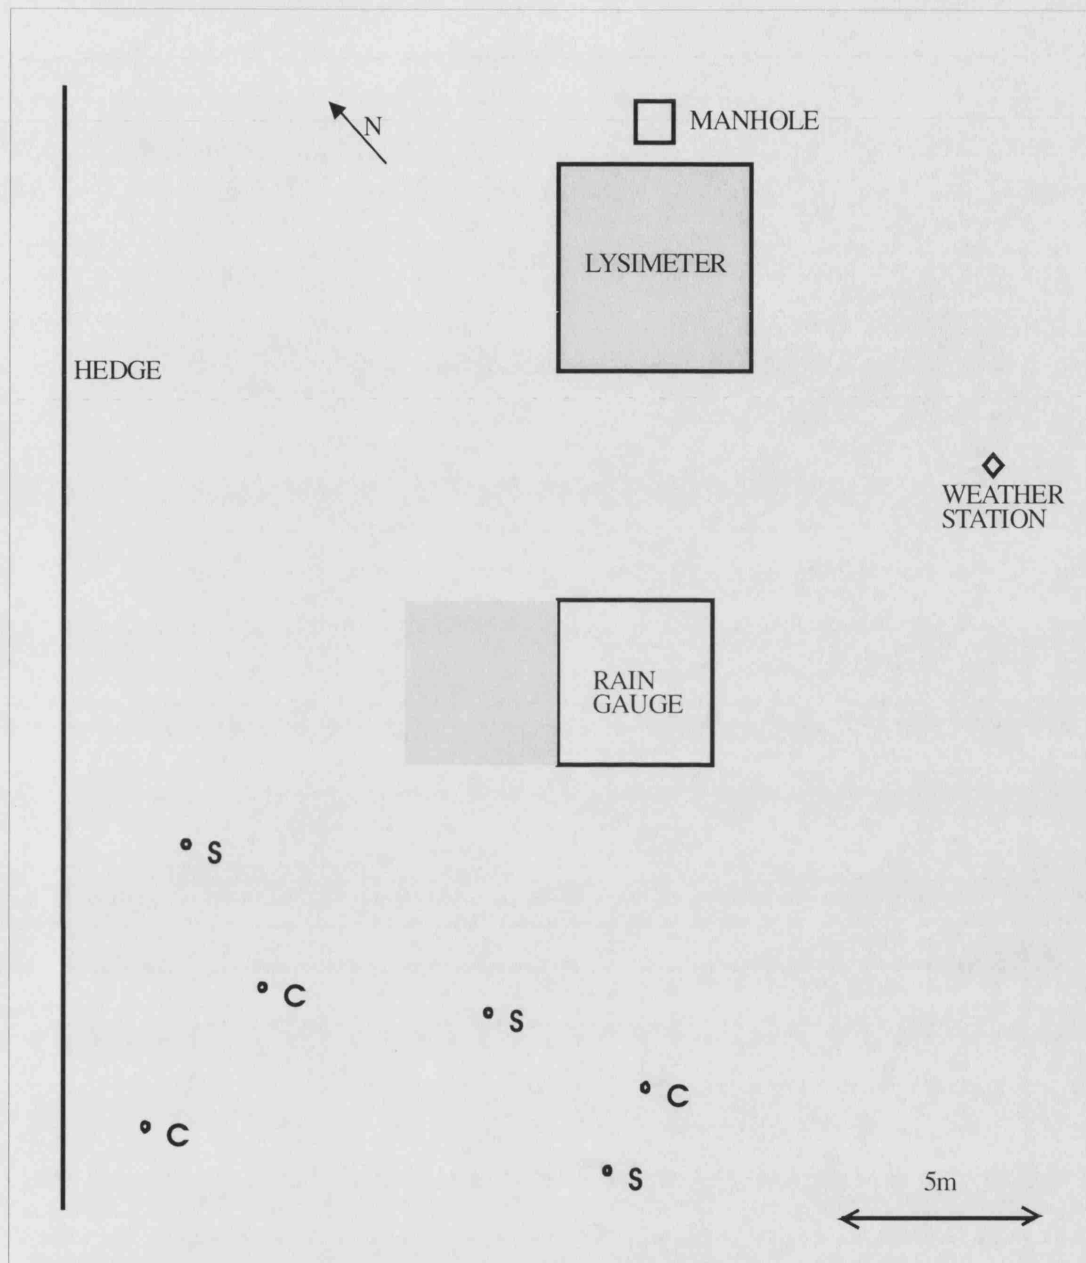 N
MANHOLE
LYSIMETER
HEDGE
WEATHER
STATION
RAIN
GAUGE
S
C
S
C
C
S
5m